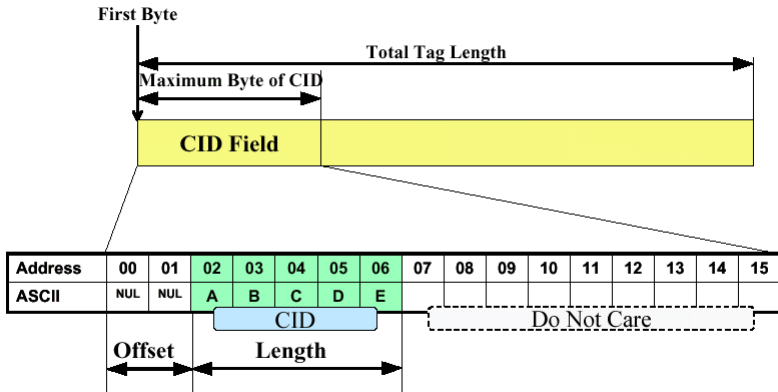 First Byte
Total Tag Length
Maximum Byte of CID
CID Field
Address 00 01 02 03 04 05 06 07 08 09 10 11 12 13 14 15
ASCII NUL NUL A B C D E
CID Do Not Care
Offset Length